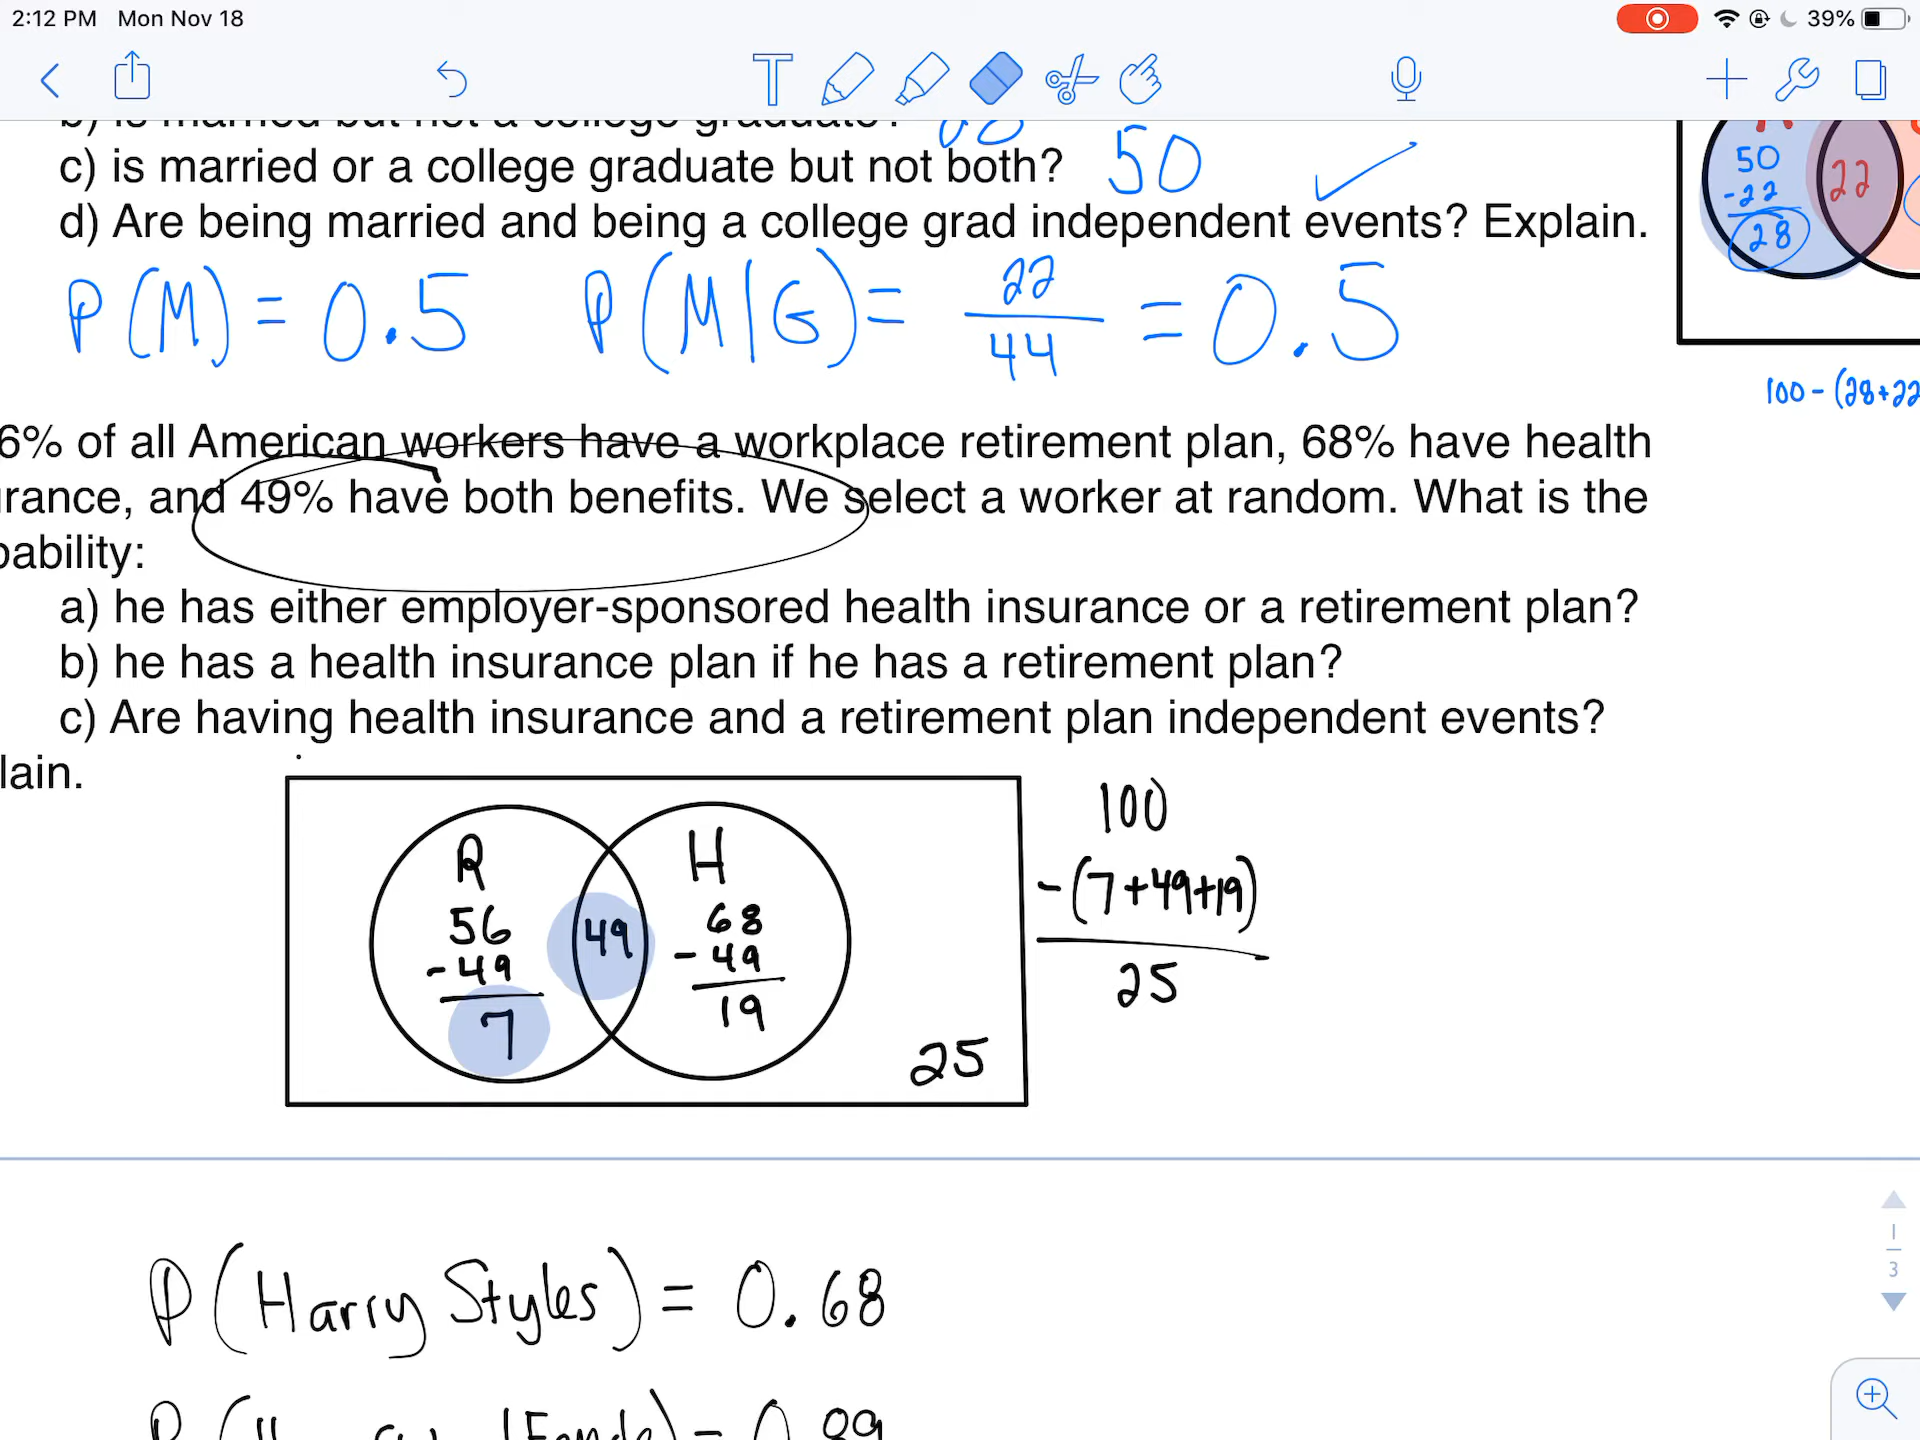 2:12 PM Mon Nov 18
39%
T
c) is married or a college graduate but not both? 50
d) Are being married and being a college grad independent events? Explain.
P(M) = 0.5 P(M|G) = 22/44 = 0.5
50
-22
28
22
100 - (28+22
6% of all American workers have a workplace retirement plan, 68% have health
rance, and 49% have both benefits. We select a worker at random. What is the
bability:
a) he has either employer-sponsored health insurance or a retirement plan?
b) he has a health insurance plan if he has a retirement plan?
c) Are having health insurance and a retirement plan independent events?
lain.
R
56
-49
7
49
H
68
-49
19
25
100
-(7+49+19)
25
1
3
P(Harry Styles) = 0.68